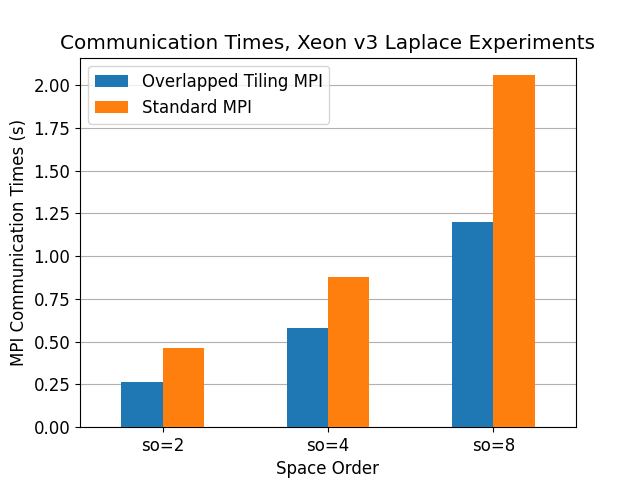 Communication Times, Xeon v3 Laplace Experiments
Overlapped Tiling MPI
Standard MPI
MPI Communication Times (s)
2.00
1.75
1.50
1.25
1.00
0.75
0.50
0.25
0.00
so=2
so=4
so=8
Space Order